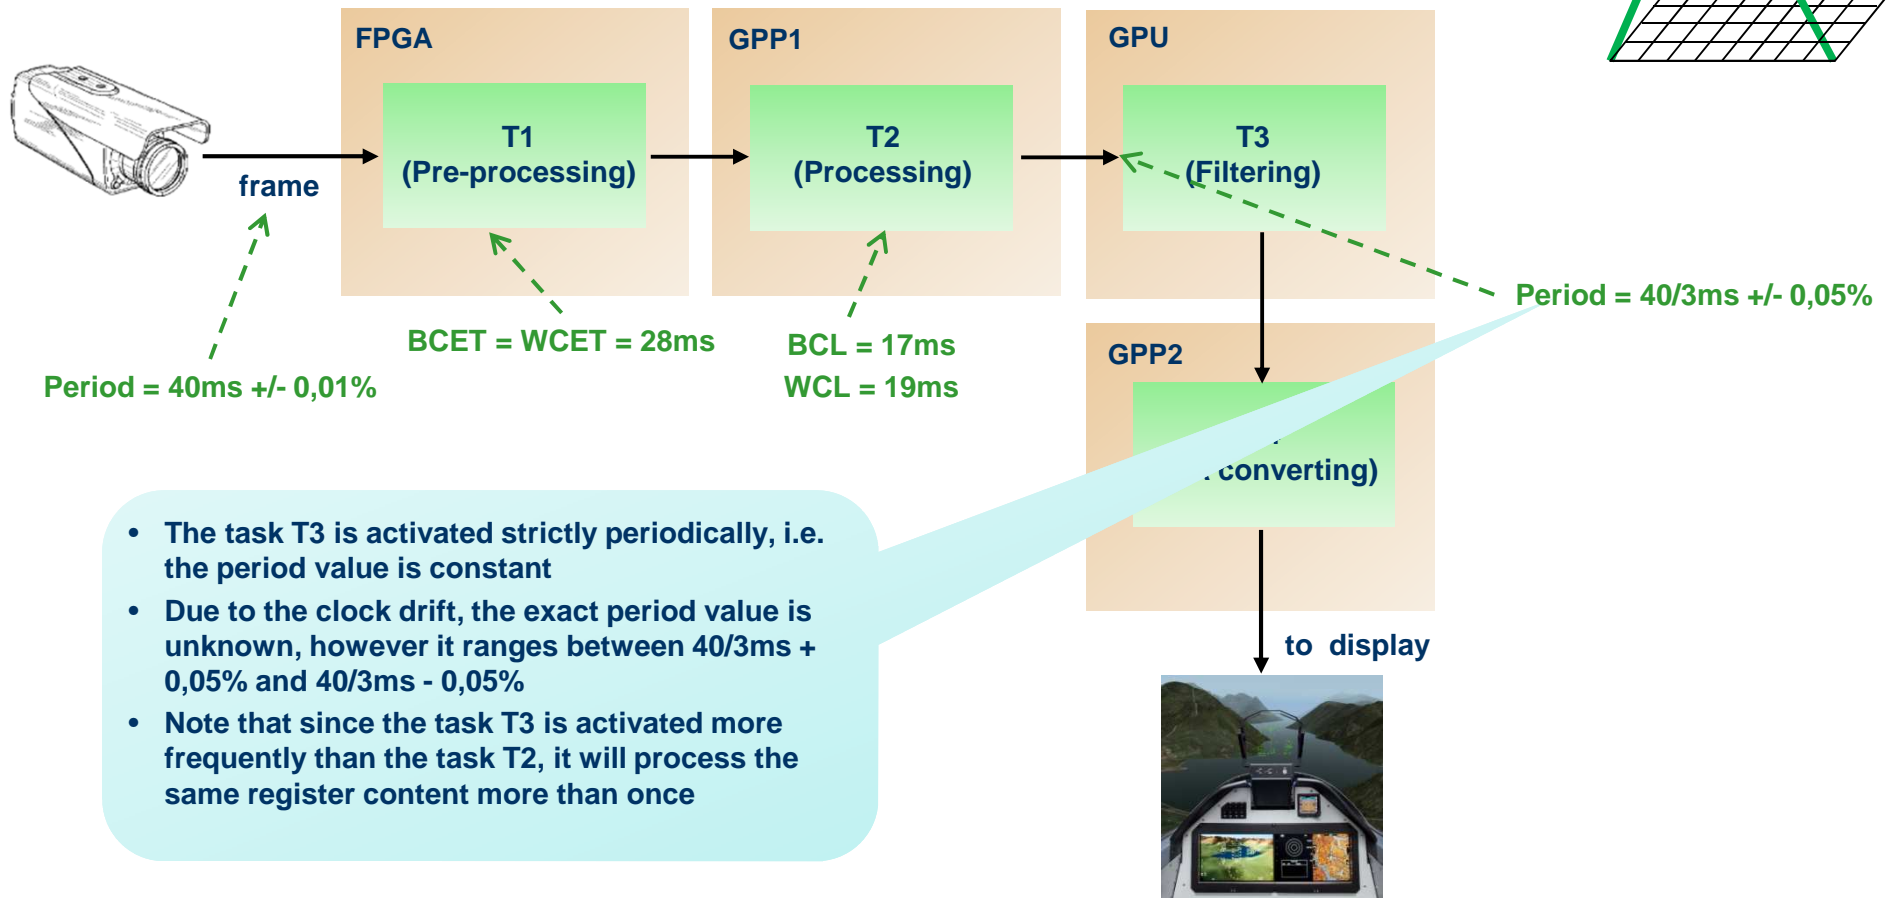 FPGA
GPP1
GPU
T1
(Pre-processing)
T2
(Processing)
T3
(Filtering)
frame
Period = 40/3ms +/- 0,05%
BCET = WCET = 28ms
BCL = 17ms
WCL = 19ms
Period = 40ms +/- 0,01%
GPP2
converting)
• The task T3 is activated strictly periodically, i.e.
the period value is constant
• Due to the clock drift, the exact period value is
unknown, however it ranges between 40/3ms +
0,05% and 40/3ms - 0,05%
• Note that since the task T3 is activated more
frequently than the task T2, it will process the
same register content more than once
to display